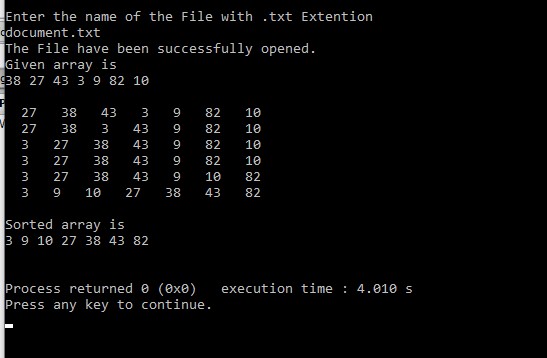 Enter the name of the File with .txt Extention
document.txt
The File have been successfully opened.
Given array is
38 27 43 3 9 82 10
27 38 43 3 9 82 10
27 38 3 43 9 82 10
3 27 38 43 9 82 10
3 27 38 43 9 82 10
3 27 38 43 9 10 82
3 9 10 27 38 43 82
Sorted array is
3 9 10 27 38 43 82
Process returned 0 (0x0) execution time : 4.010 s
Press any key to continue.